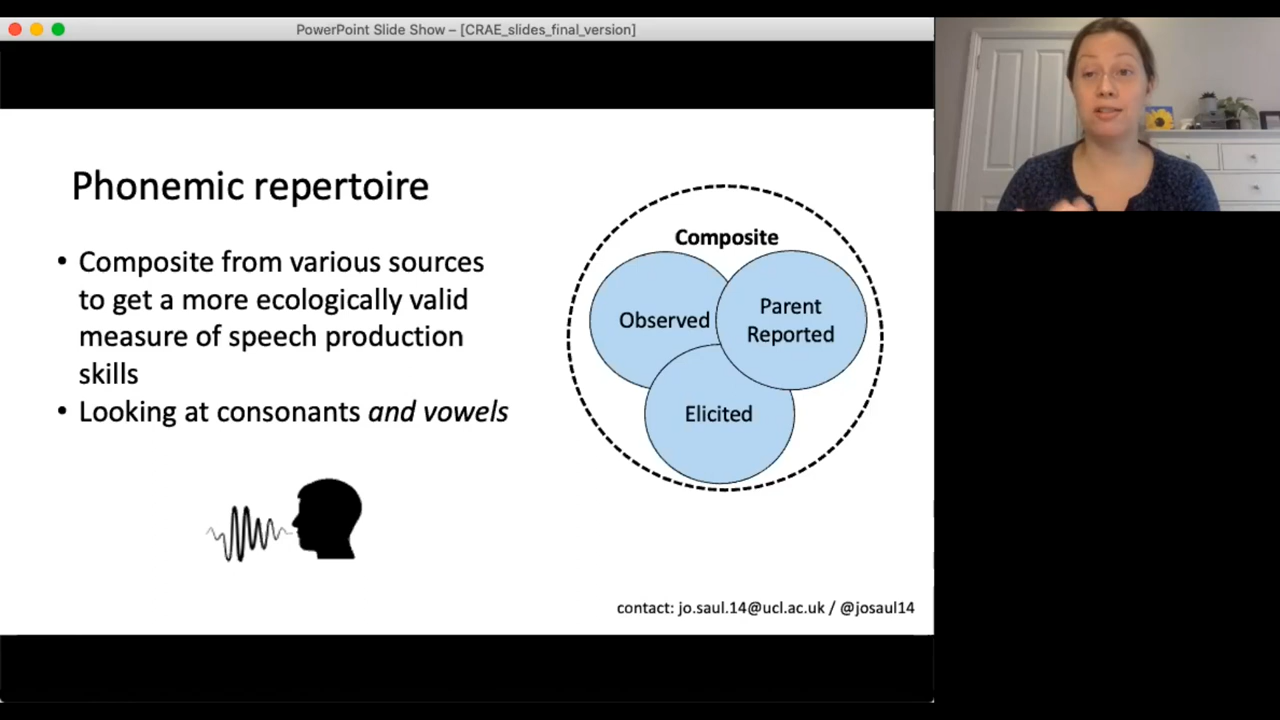 PowerPoint Slide Show – [CRAE_slides_final_version]
Phonemic repertoire
• Composite from various sources
to get a more ecologically valid
measure of speech production
skills
• Looking at consonants and vowels
Composite
Observed
Parent
Reported
Elicited
contact: jo.saul.14@ucl.ac.uk / @josaul14